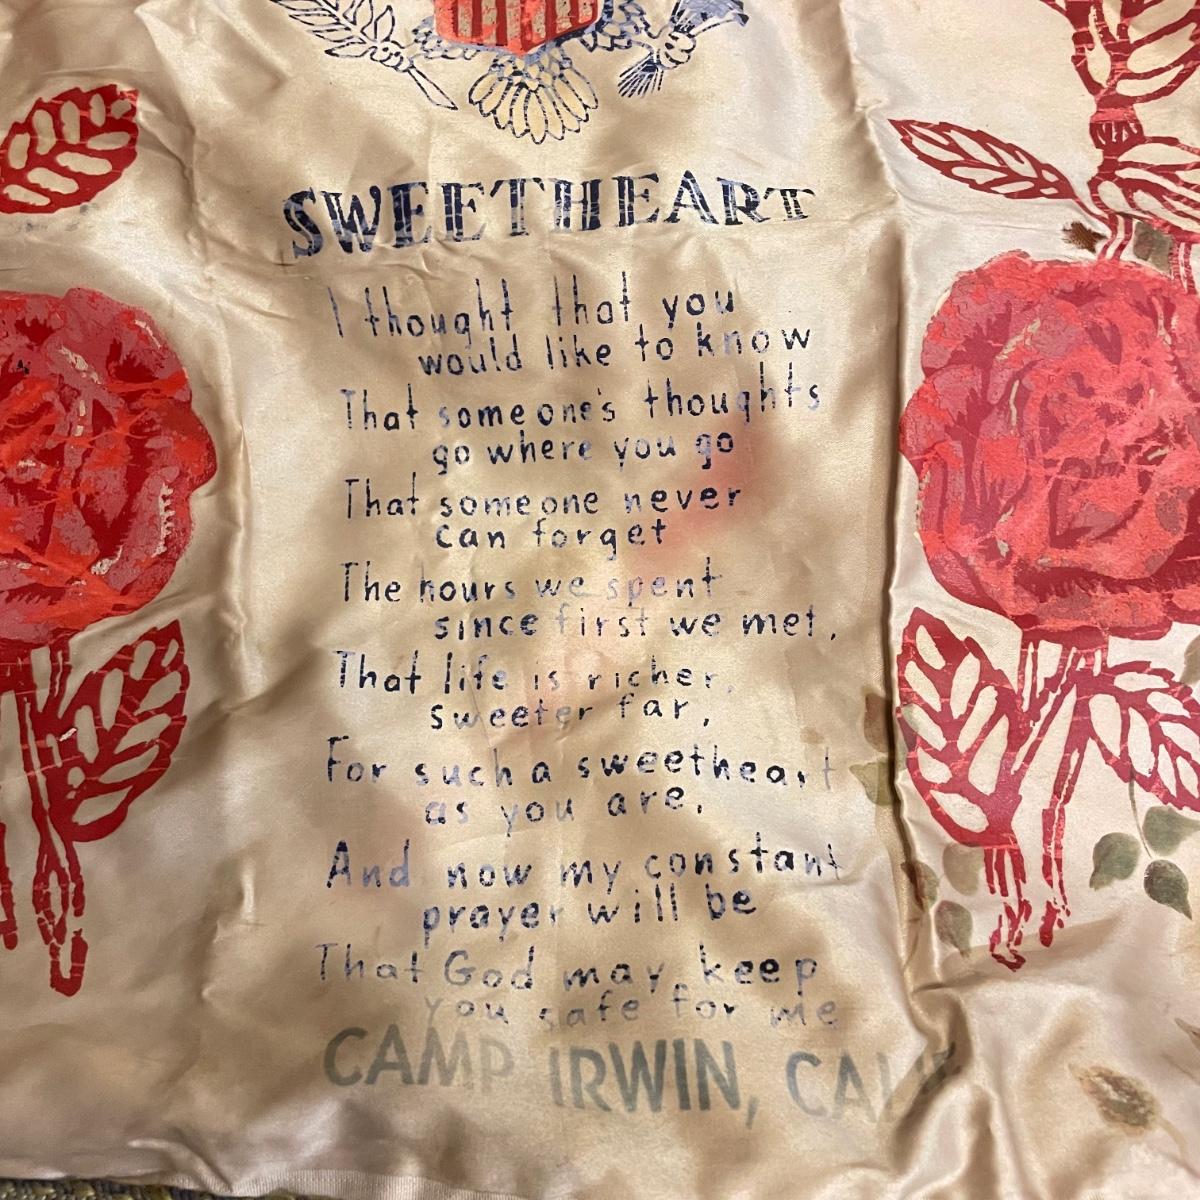 SWEETHEART
I thought that you
would like to know
That someone's thoughts
go where you go
That someone never
can forget
The hours we spent
since first we met,
That life is richer,
sweeter far,
For such a sweetheart
as you are,
And now my constant
prayer will be
That God may keep
you safe for me
CAMP IRWIN, CALIF